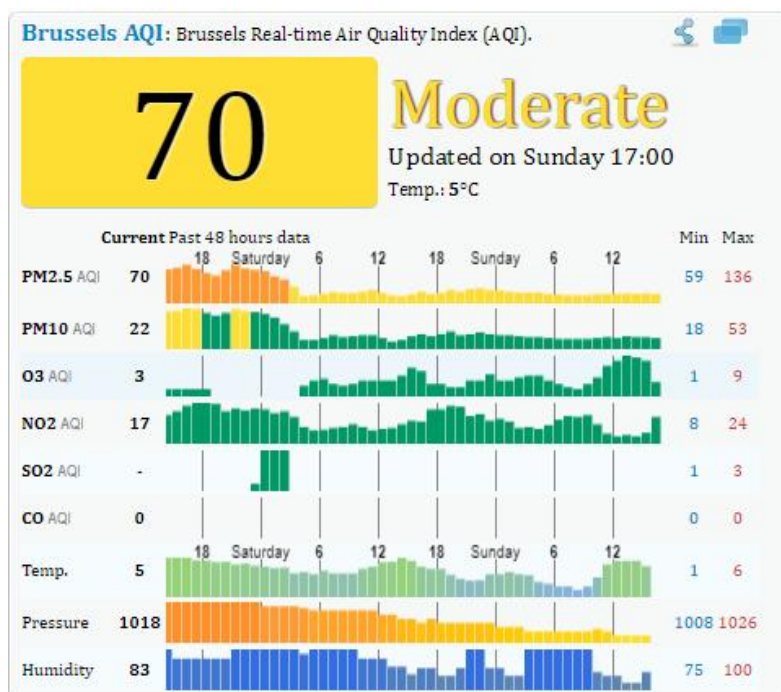 Brussels AQI: Brussels Real-time Air Quality Index (AQI).
70
Moderate
Updated on Sunday 17:00
Temp.: 5°C
Current Past 48 hours data Min Max
18 Saturday 6 12 18 Sunday 6 12
PM2.5 AQI 70 59 136
PM10 AQI 22 18 53
O3 AQI 3 1 9
NO2 AQI 17 8 24
SO2 AQI - 1 3
CO AQI 0 0 0
18 Saturday 6 12 18 Sunday 6 12
Temp. 5 1 6
Pressure 1018 1008 1026
Humidity 83 75 100